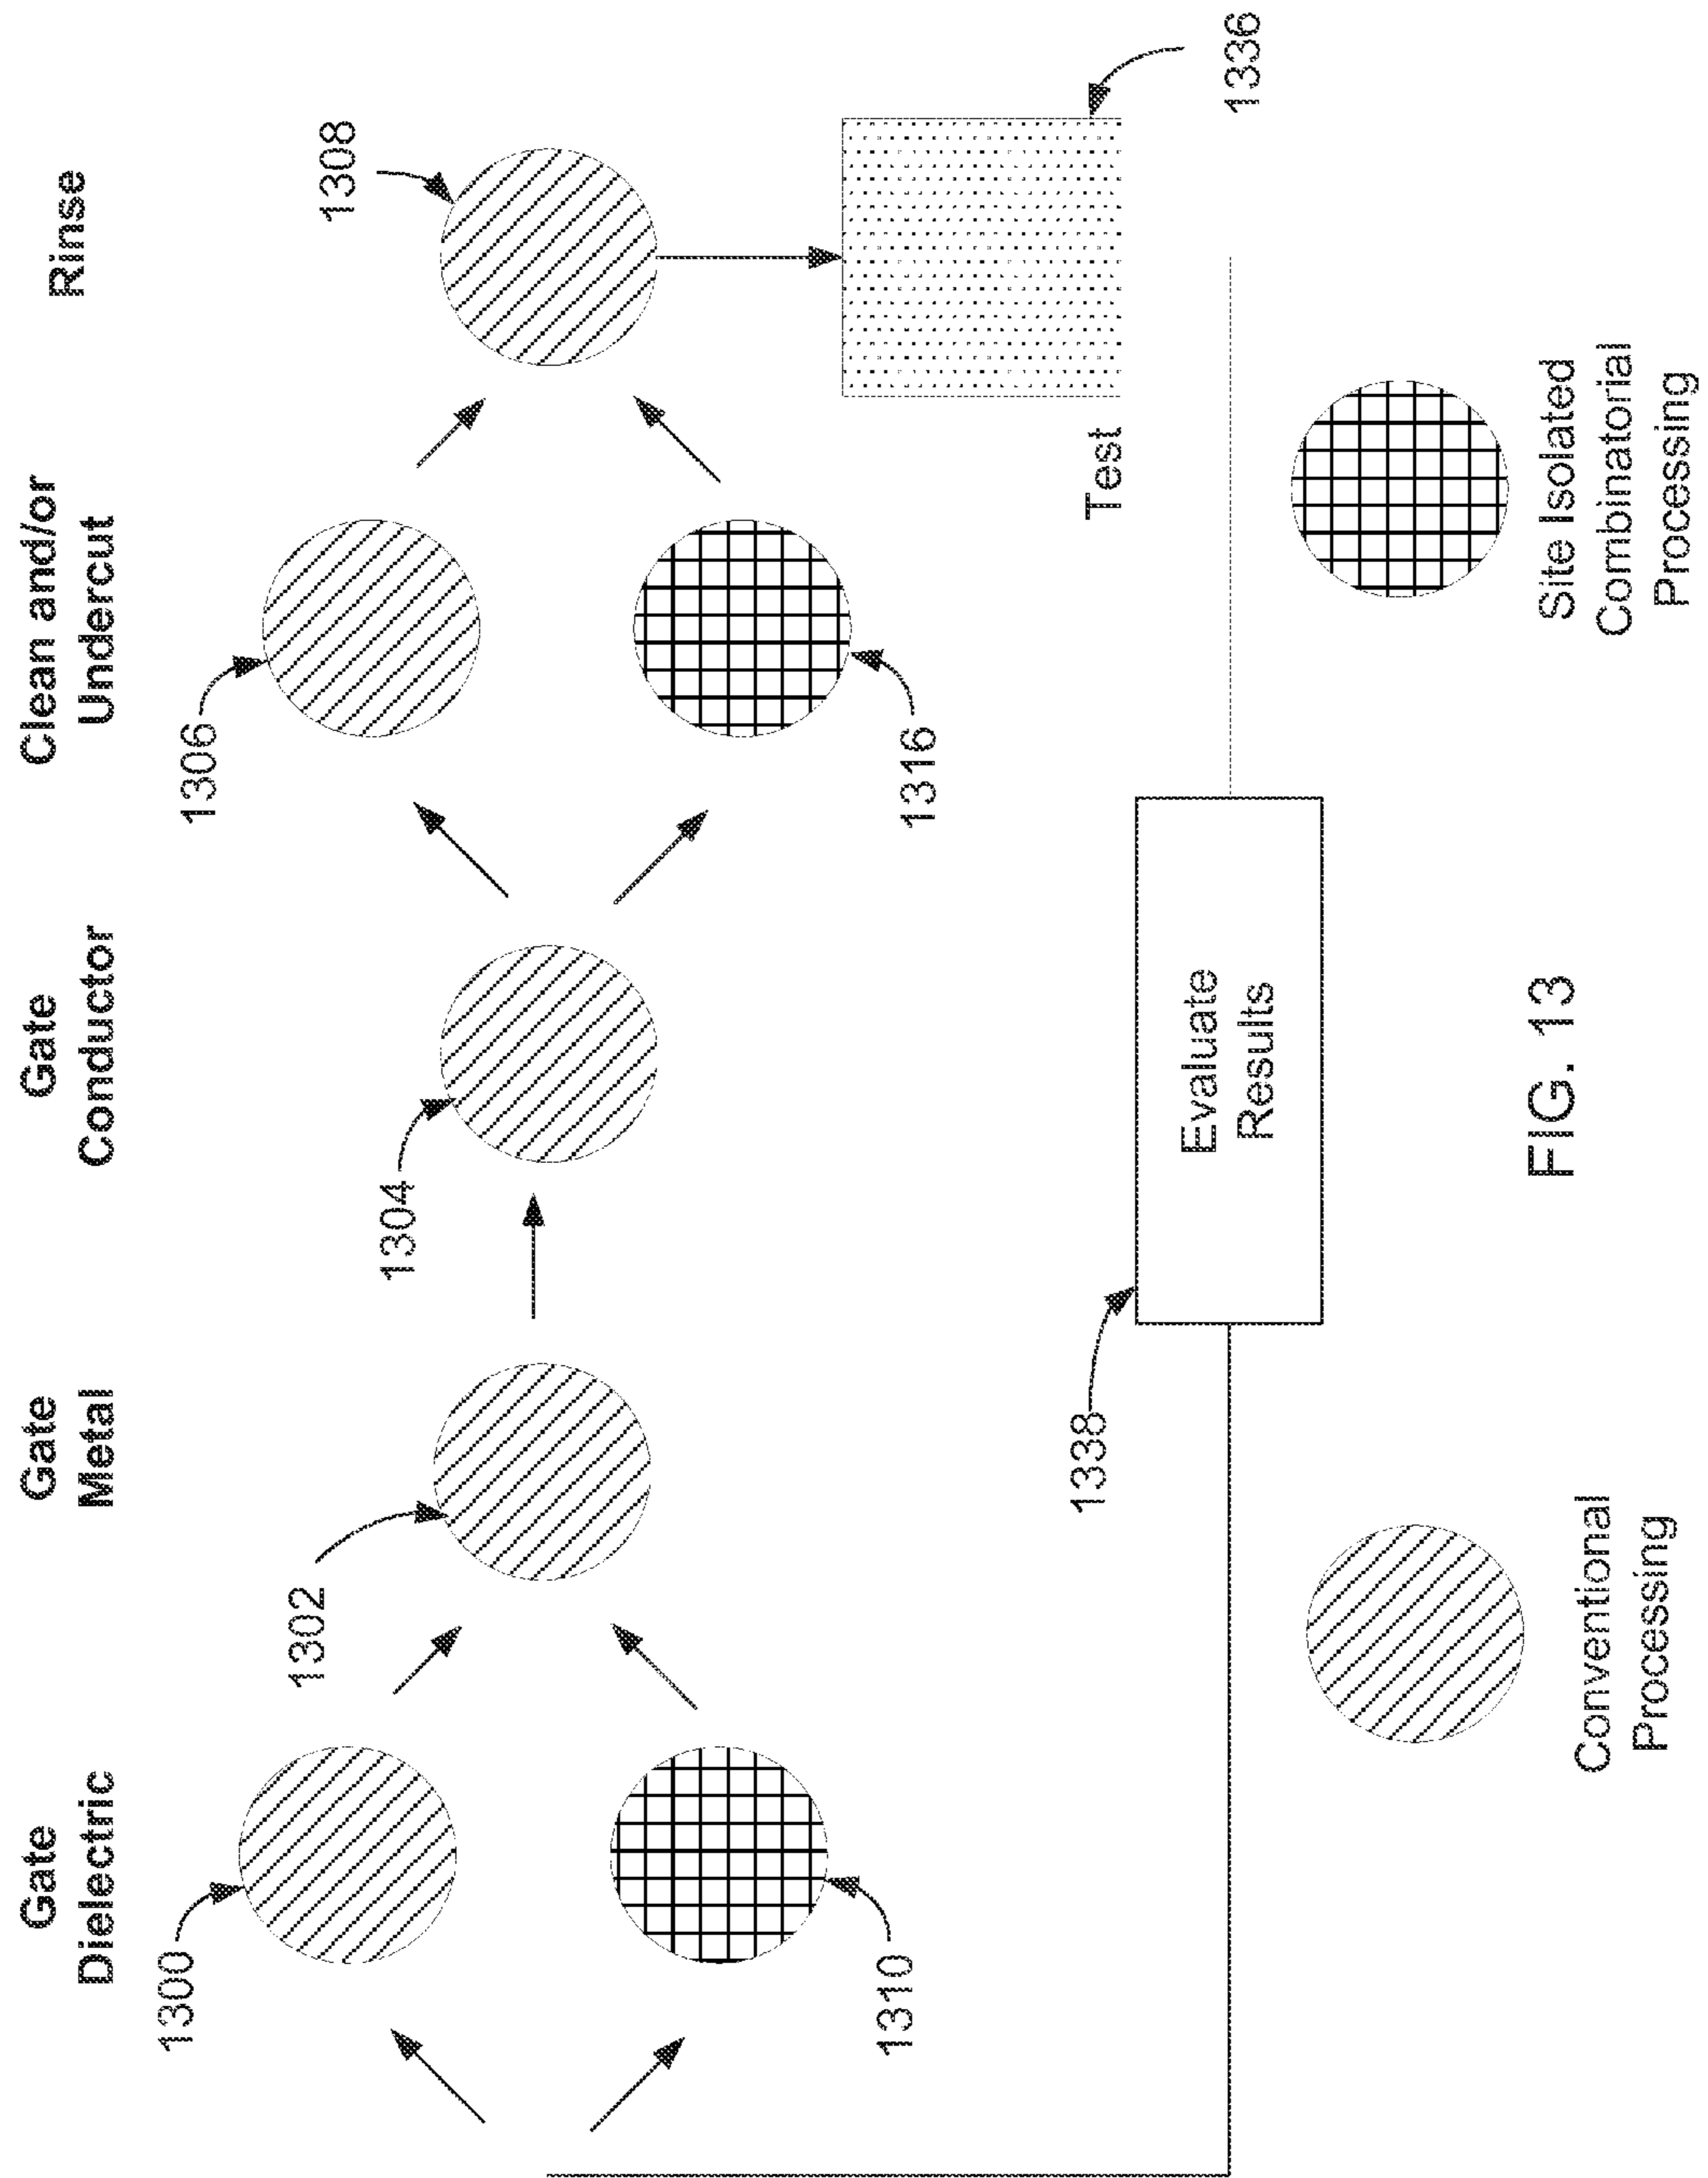 Gate
Dielectric
Gate
Metal
Gate
Conductor
Clean and/or
Undercut
Rinse
1300
1302
1304
1306
1308
1310
1316
Test
1336
1338
Evaluate
Results
Conventional
Processing
Site Isolated
Combinatorial
Processing
FIG. 13